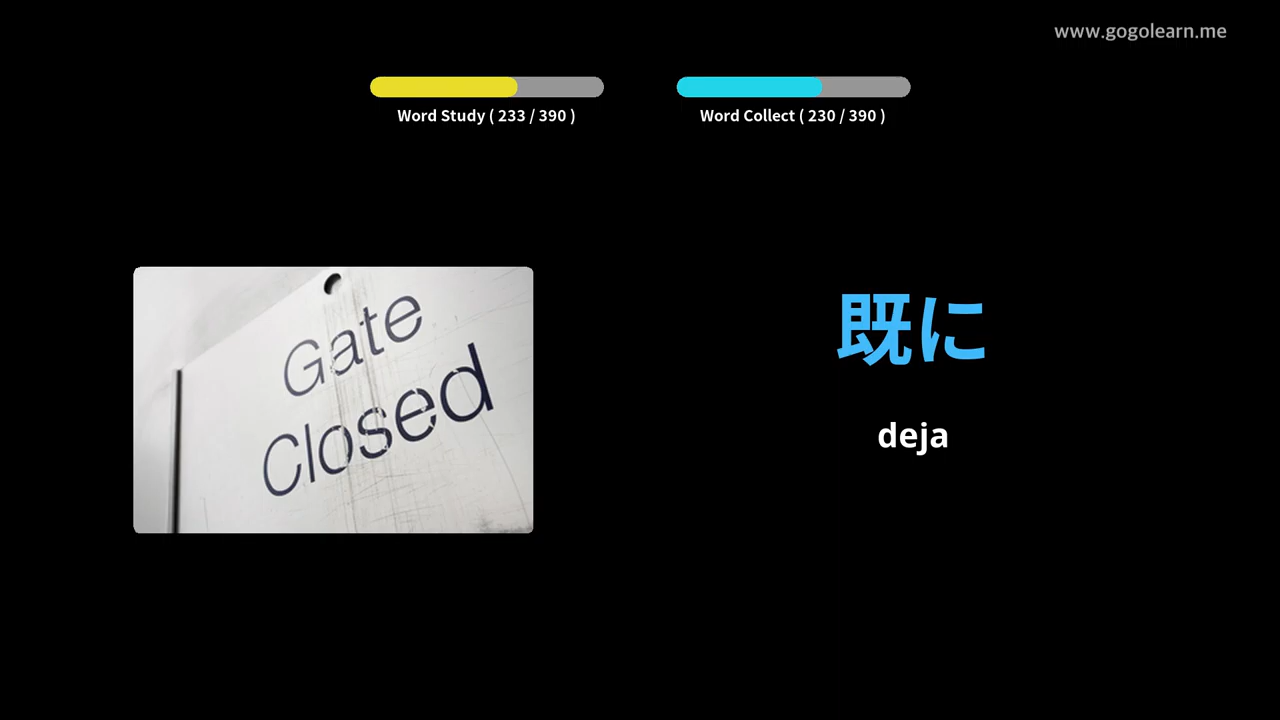 www.gogolearn.me
Word Study ( 233 / 390 )
Word Collect ( 230 / 390 )
Gate
Closed
既に
deja